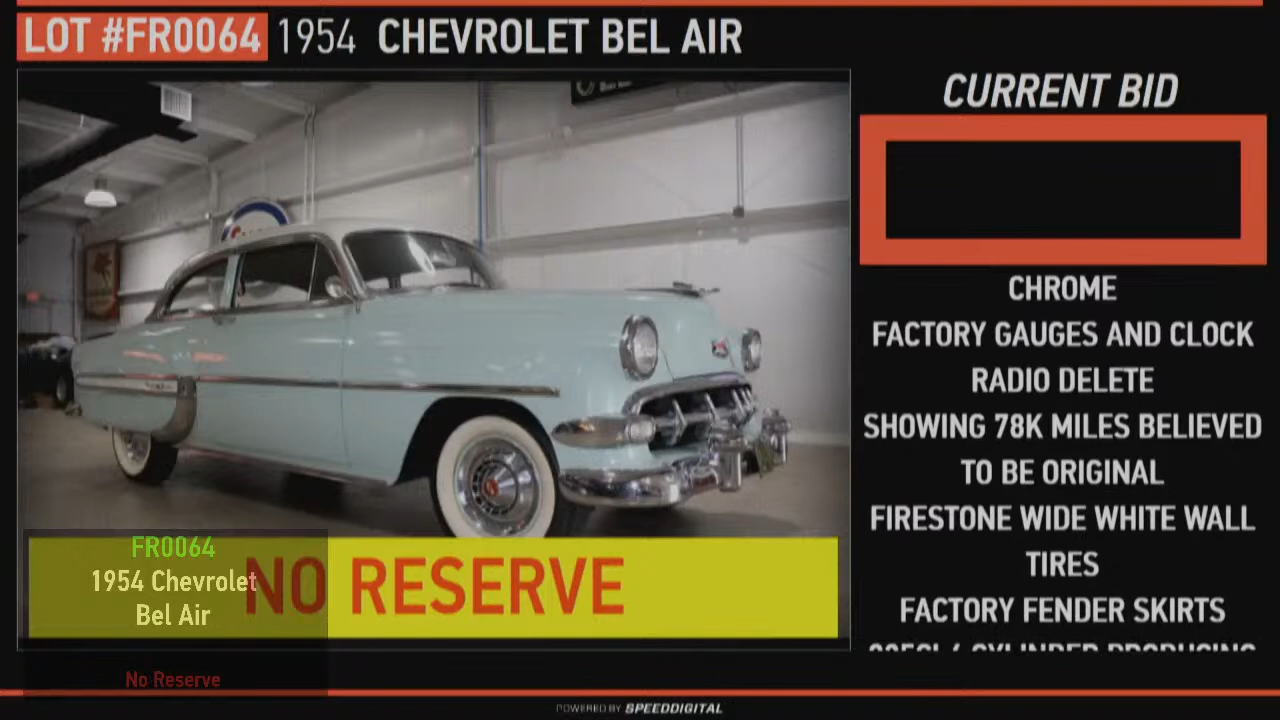 LOT #FR0064 1954 CHEVROLET BEL AIR
CURRENT BID
CHROME
FACTORY GAUGES AND CLOCK
RADIO DELETE
SHOWING 78K MILES BELIEVED
TO BE ORIGINAL
FIRESTONE WIDE WHITE WALL
TIRES
FACTORY FENDER SKIRTS
NO RESERVE
FR0064
1954 Chevrolet
Bel Air
No Reserve
POWERED BY SPEEDDIGITAL